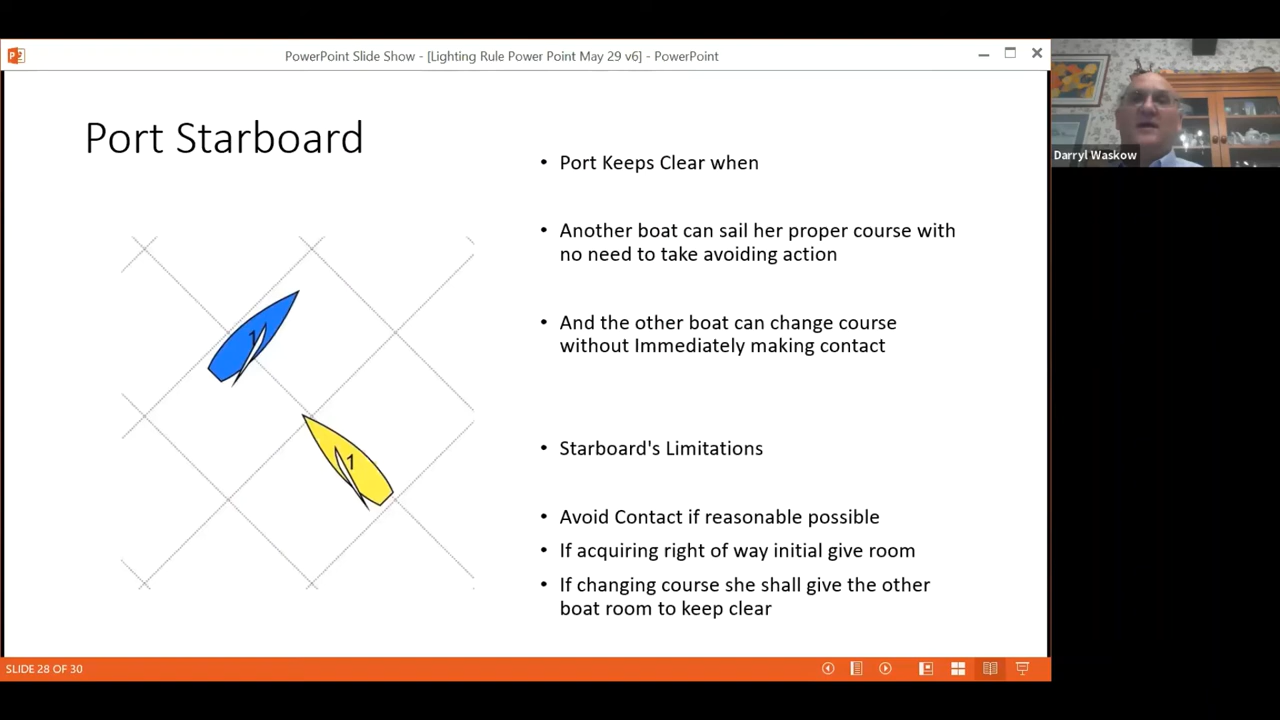 PowerPoint Slide Show - [Lighting Rule Power Point May 29 v6] - PowerPoint
Darryl Waskow
Port Starboard
1
1
• Port Keeps Clear when
• Another boat can sail her proper course with
no need to take avoiding action
• And the other boat can change course
without Immediately making contact
• Starboard's Limitations
• Avoid Contact if reasonable possible
• If acquiring right of way initial give room
• If changing course she shall give the other
boat room to keep clear
SLIDE 28 OF 30